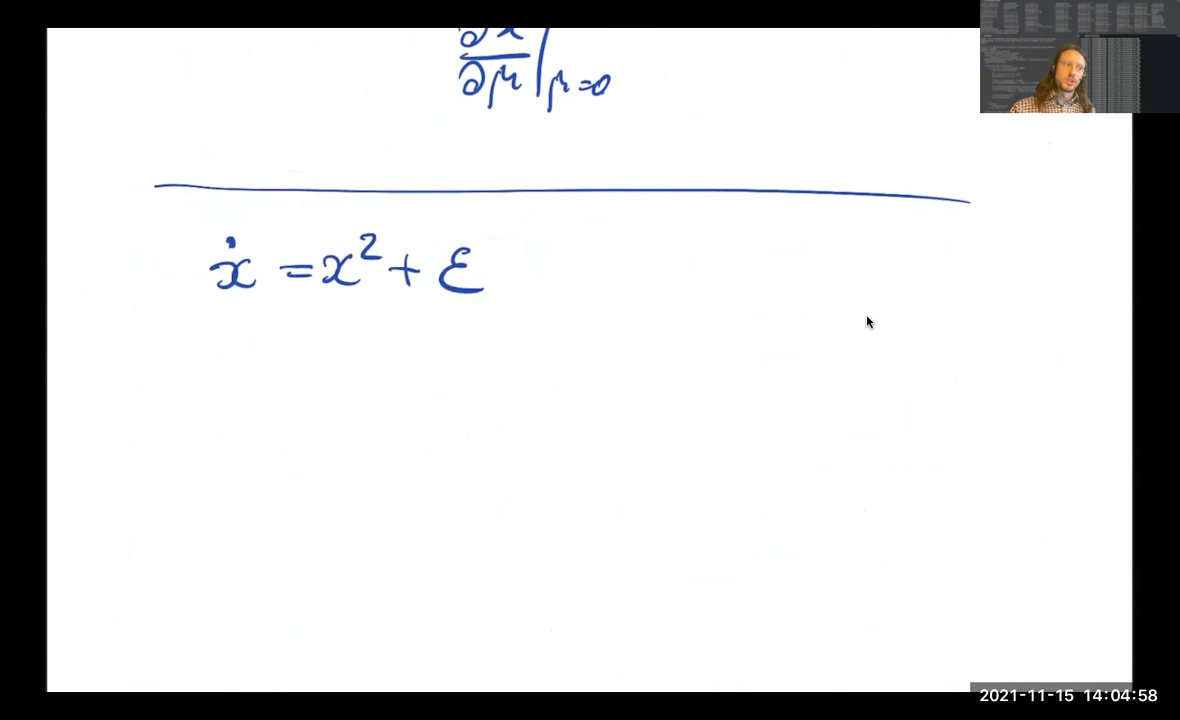 ∂x/∂μ|μ=0
ẋ = x² + ε
2021-11-15 14:04:58